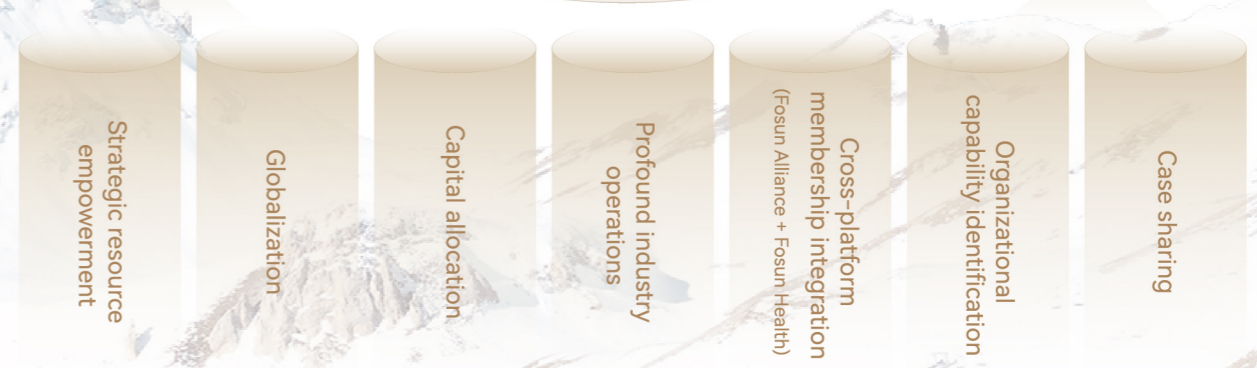 Strategic resource
empowerment
Globalization
Capital allocation
Profound industry
operations
Cross-platform
membership integration
(Fosun Alliance + Fosun Health)
Organizational
capability identification
Case sharing